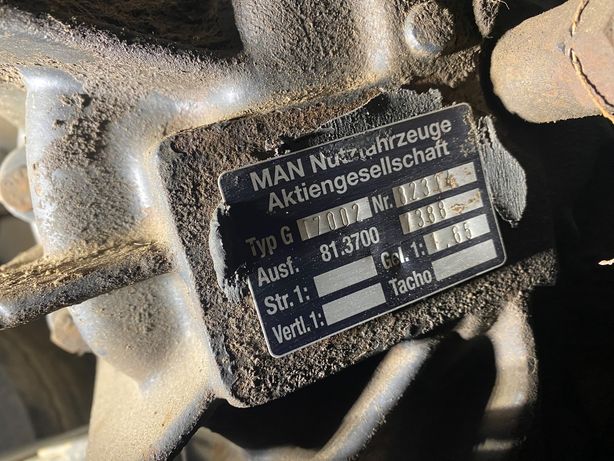 MAN Nutzfahrzeuge
Aktiengesellschaft
Typ G Nr.
Ausf. 81.3700
Str.1: Gel.1:
Vertl.1: Tacho